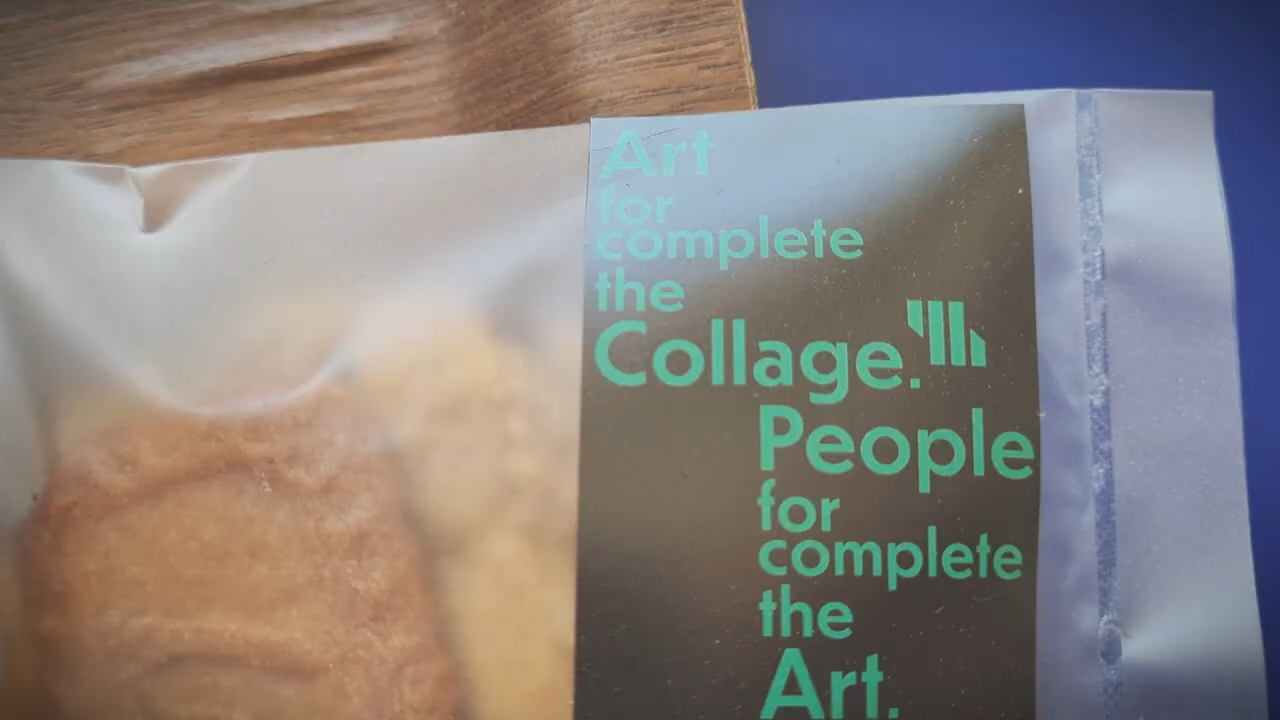 Art
for
complete
the
Collage.
People
for
complete
the
Art.